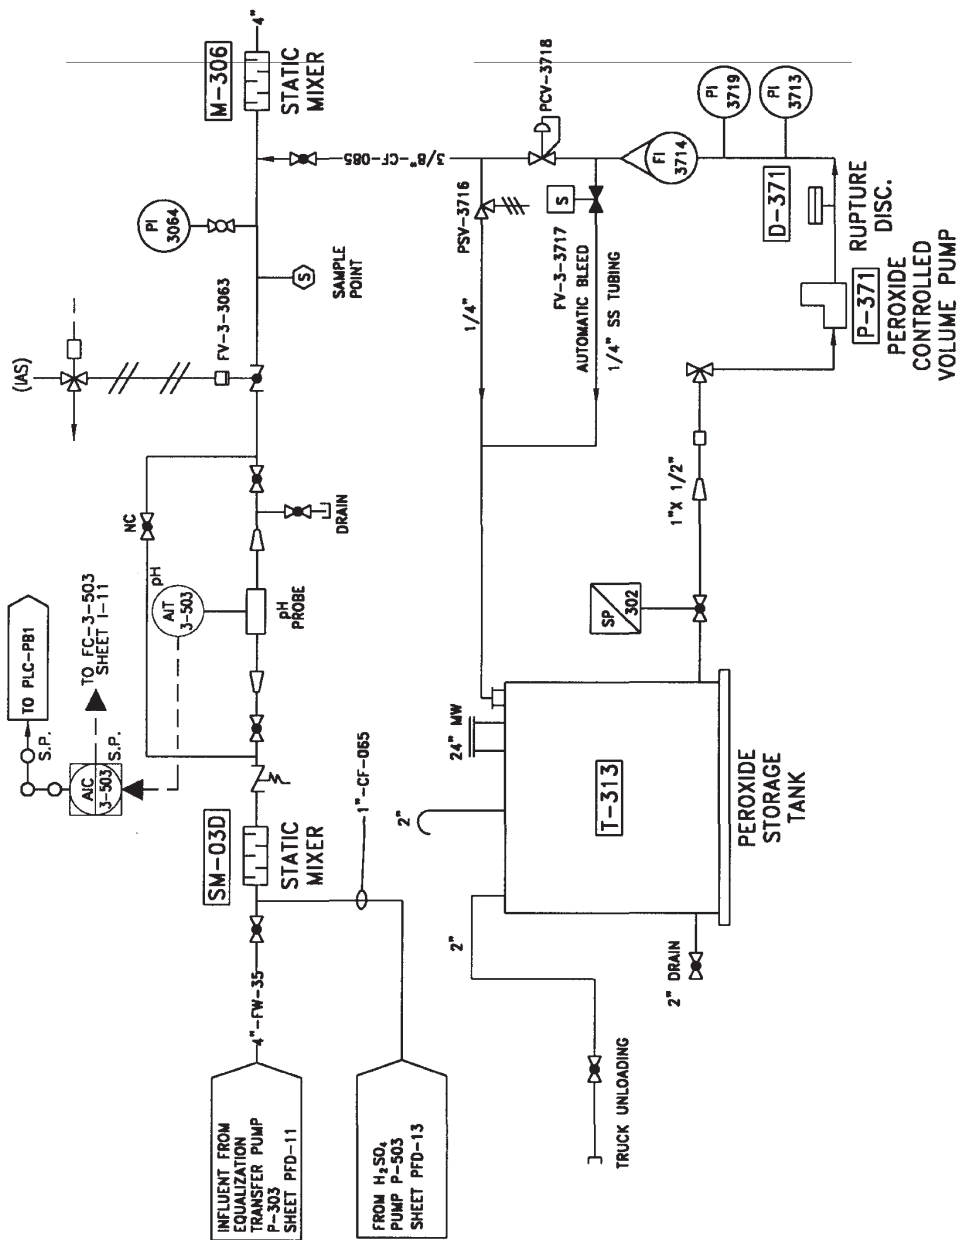 INFLUENT FROM
EQUALIZATION
TRANSFER PUMP
P-303
SHEET PFD-11
4"-FW-35
FROM H₂SO₄
PUMP P-503
SHEET PFD-13
1"-CF-065
SM-03D
STATIC
MIXER
TO PLC-PB1
S.P.
S.P.
AIC
3-503
TO FC-3-503
SHEET I-11
AIT
3-503
pH
pH
PROBE
NC
DRAIN
(IAS)
FV-3-3063
SAMPLE
POINT
S
PI
3064
M-306
STATIC
MIXER
4"
3/8"-CF-085
TRUCK UNLOADING
2"
2"
24" MW
2" DRAIN
T-313
PEROXIDE
STORAGE
TANK
1/4"
PSV-3716
PCV-3718
FV-3-3717
S
AUTOMATIC BLEED
1/4" SS TUBING
FI
3714
PI
3719
PI
3713
SP
302
1"X 1/2"
P-371
PEROXIDE
CONTROLLED
VOLUME PUMP
D-371
RUPTURE
DISC.